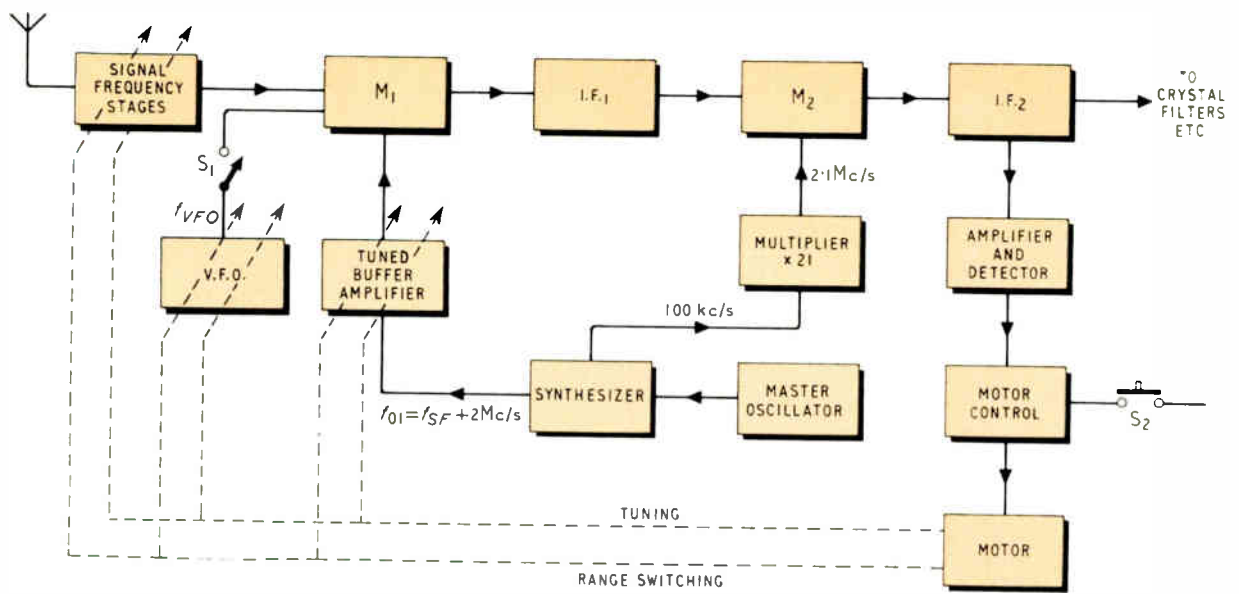 SIGNAL
FREQUENCY
STAGES
M1
I.F.1
M2
I.F.2
TO
CRYSTAL
FILTERS
ETC
S1
fVFO
V.F.O.
TUNED
BUFFER
AMPLIFIER
2·1Mc/s
MULTIPLIER
x 21
AMPLIFIER
AND
DETECTOR
100 kc/s
SYNTHESIZER
MASTER
OSCILLATOR
MOTOR
CONTROL
S2
fO1=fSF+2Mc/s
TUNING
MOTOR
RANGE SWITCHING